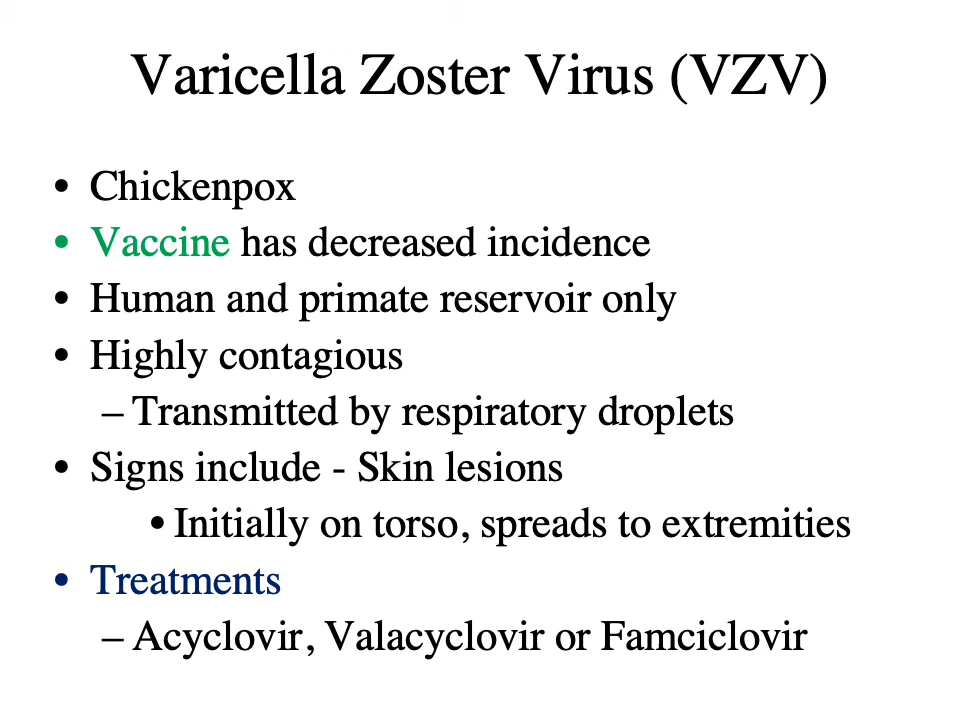 Varicella Zoster Virus (VZV)
• Chickenpox
• Vaccine has decreased incidence
• Human and primate reservoir only
• Highly contagious
– Transmitted by respiratory droplets
• Signs include - Skin lesions
• Initially on torso, spreads to extremities
• Treatments
– Acyclovir, Valacyclovir or Famciclovir